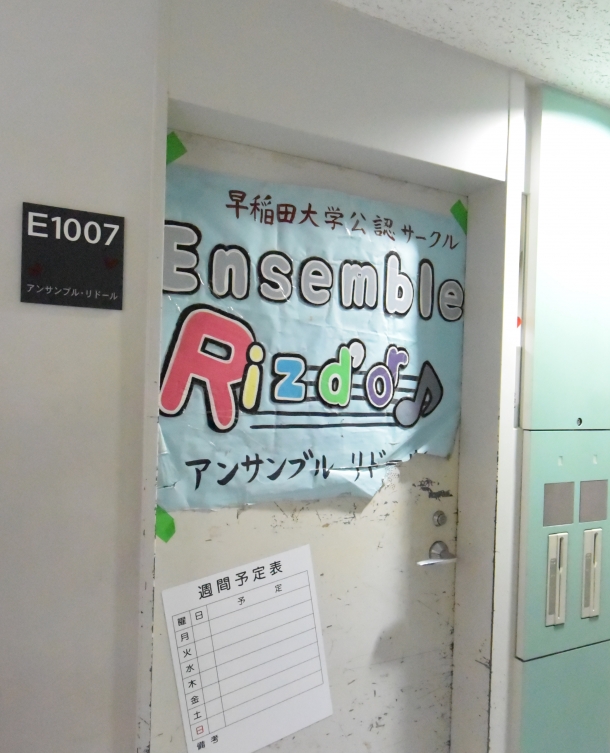 E1007
アンサンブル・リドール
早稲田大学公認サークル
Ensemble
Rizd'or
アンサンブル リドー
週間予定表
曜 日 予 定
月
火
水
木
金
土
日
備考